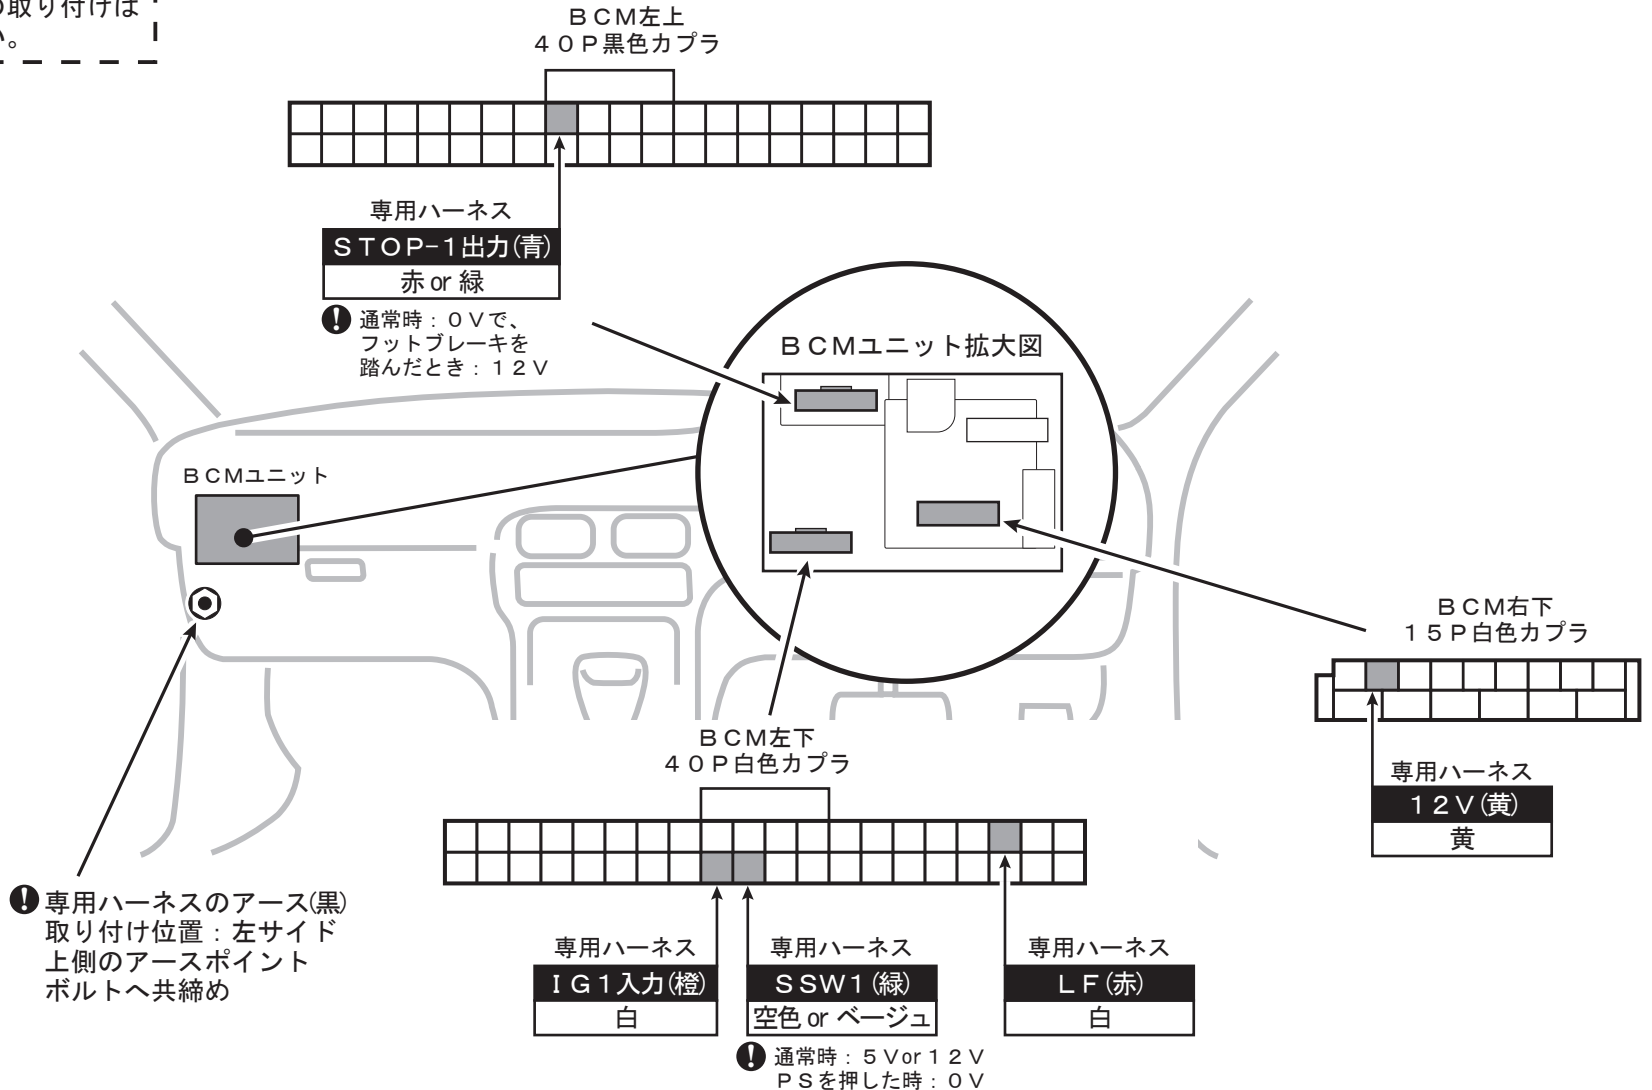 の取り付けは
い。
ＢＣＭ左上
４０Ｐ黒色カプラ
専用ハーネス
ＳＴＯＰ−１出力(青)
赤 or 緑
通常時：０Ｖで、
フットブレーキを
踏んだとき：１２Ｖ
ＢＣＭユニット拡大図
ＢＣＭユニット
ＢＣＭ右下
１５Ｐ白色カプラ
専用ハーネス
１２Ｖ(黄)
黄
ＢＣＭ左下
４０Ｐ白色カプラ
専用ハーネスのアース(黒)
取り付け位置：左サイド
上側のアースポイント
ボルトへ共締め
専用ハーネス
ＩＧ１入力(橙)
白
専用ハーネス
ＳＳＷ１(緑)
空色 or ベージュ
通常時：５Ｖor１２Ｖ
ＰＳを押した時：０Ｖ
専用ハーネス
ＬＦ(赤)
白